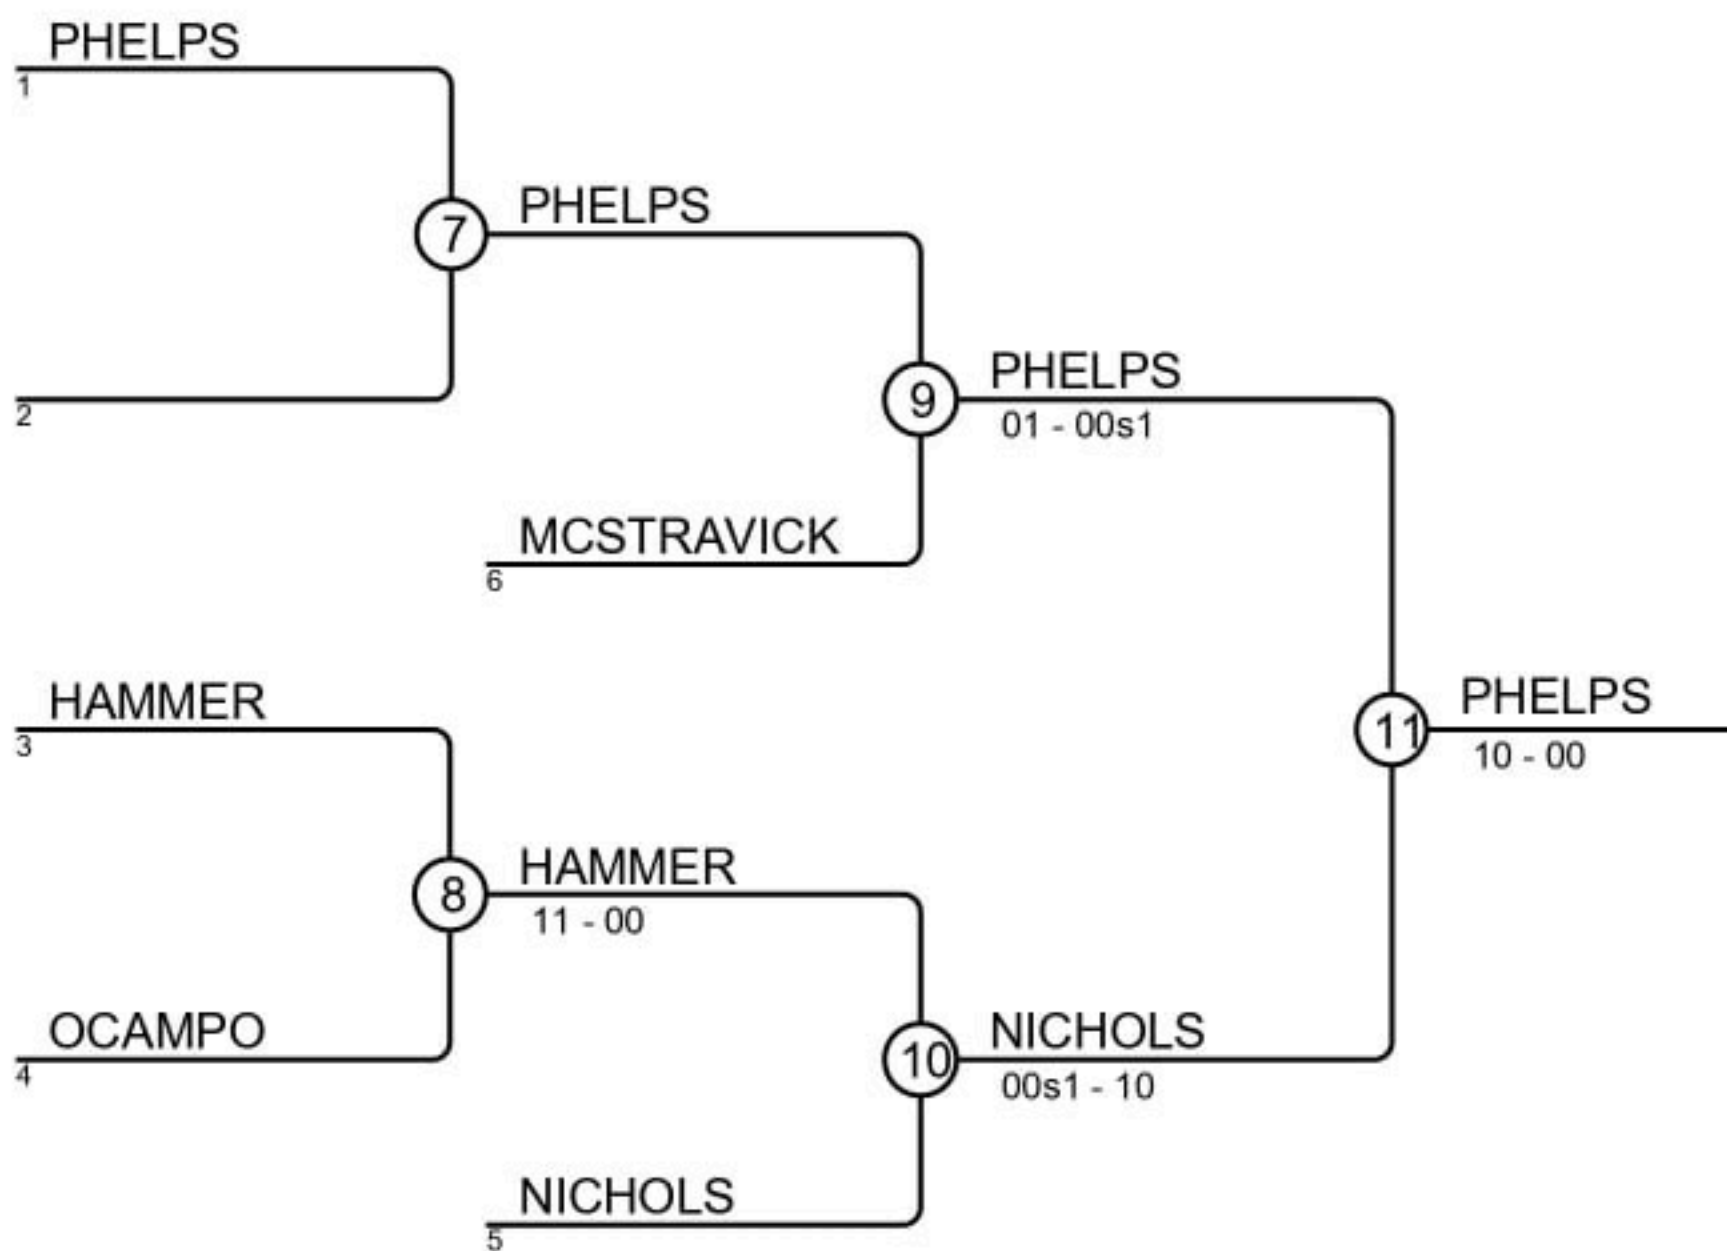 PHELPS
1
7
PHELPS
2
9
PHELPS
01 - 00s1
MCSTRAVICK
6
HAMMER
3
11
PHELPS
10 - 00
8
HAMMER
11 - 00
OCAMPO
4
10
NICHOLS
00s1 - 10
NICHOLS
5